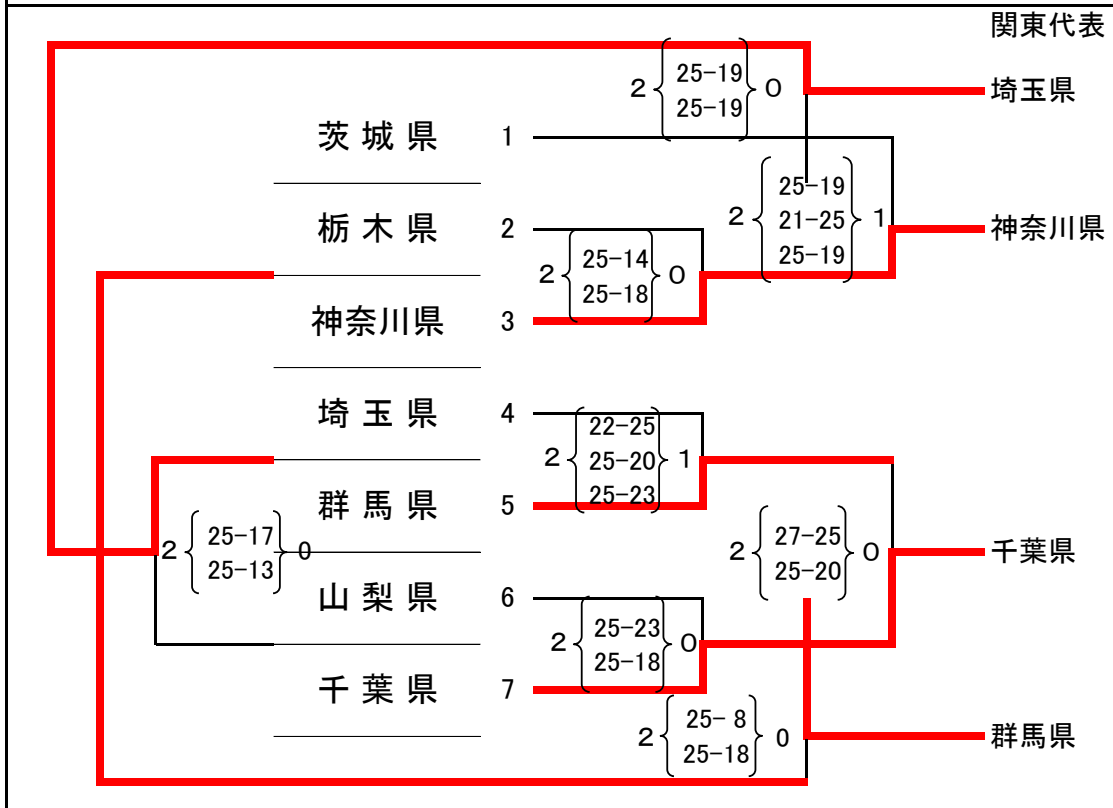 関東代表
2 25-19 0 埼玉県
25-19
茨城県 1
25-19
栃木県 2 2 21-25 1 神奈川県
25-19
2 25-14 0
25-18
神奈川県 3
埼玉県 4
22-25
2 25-20 1
25-23
群馬県 5
2 25-17 0
25-13
2 27-25 0 千葉県
25-20
山梨県 6
2 25-23 0
25-18
千葉県 7
2 25- 8 0 群馬県
25-18